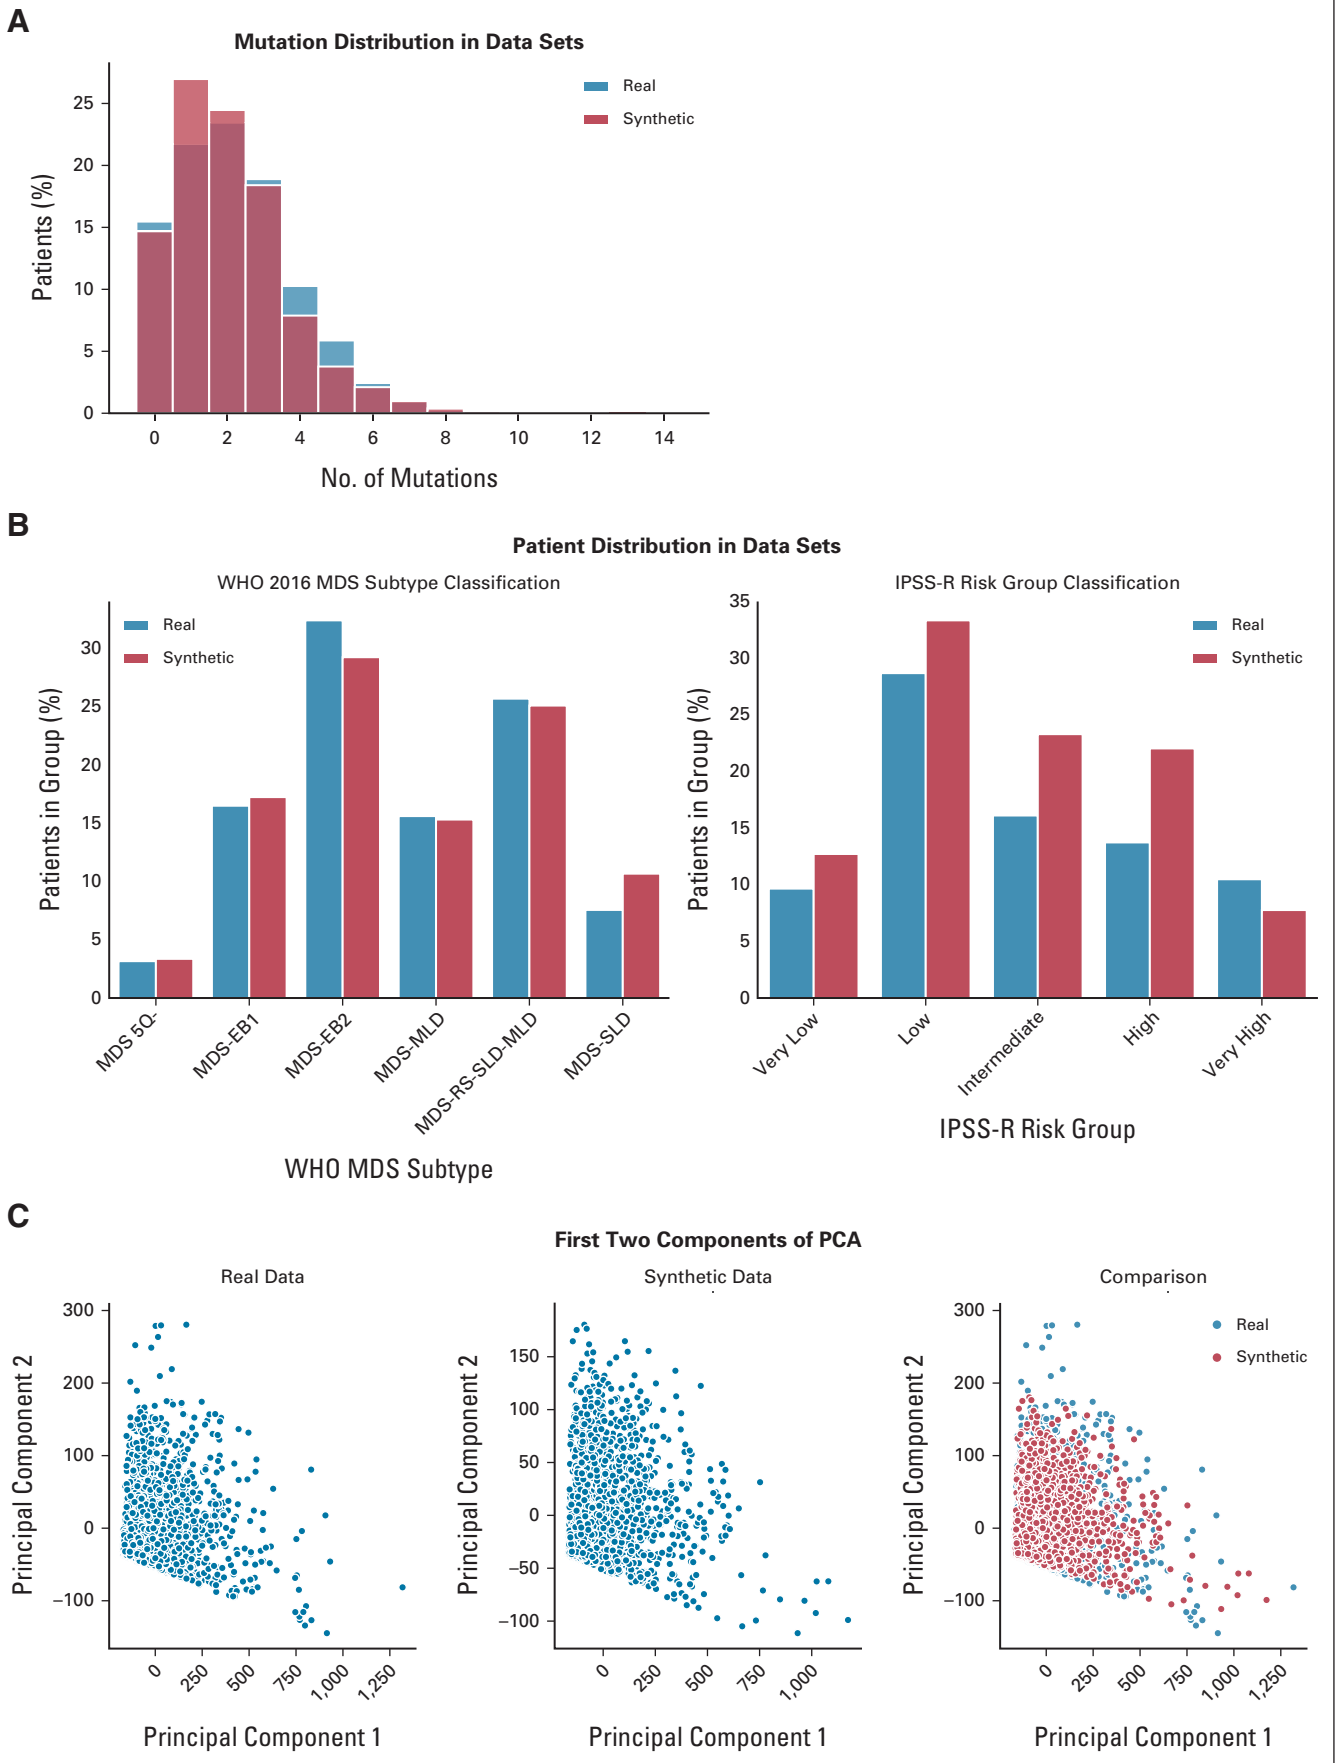 A
Mutation Distribution in Data Sets
Real
Synthetic
25
20
15
10
5
0
Patients (%)
0 2 4 6 8 10 12 14
No. of Mutations
B
Patient Distribution in Data Sets
WHO 2016 MDS Subtype Classification
Real
Synthetic
30
25
20
15
10
5
0
Patients in Group (%)
MDS 5Q-
MDS-EB1
MDS-EB2
MDS-MLD
MDS-RS-SLD-MLD
MDS-SLD
WHO MDS Subtype
IPSS-R Risk Group Classification
Real
Synthetic
35
30
25
20
15
10
5
0
Patients in Group (%)
Very Low
Low
Intermediate
High
Very High
IPSS-R Risk Group
C
First Two Components of PCA
Real Data
300
200
100
0
−100
Principal Component 2
0 250 500 750 1,000 1,250
Principal Component 1
Synthetic Data
150
100
50
0
−50
−100
Principal Component 2
0 250 500 750 1,000
Principal Component 1
Comparison
Real
Synthetic
300
200
100
0
−100
Principal Component 2
0 250 500 750 1,000 1,250
Principal Component 1